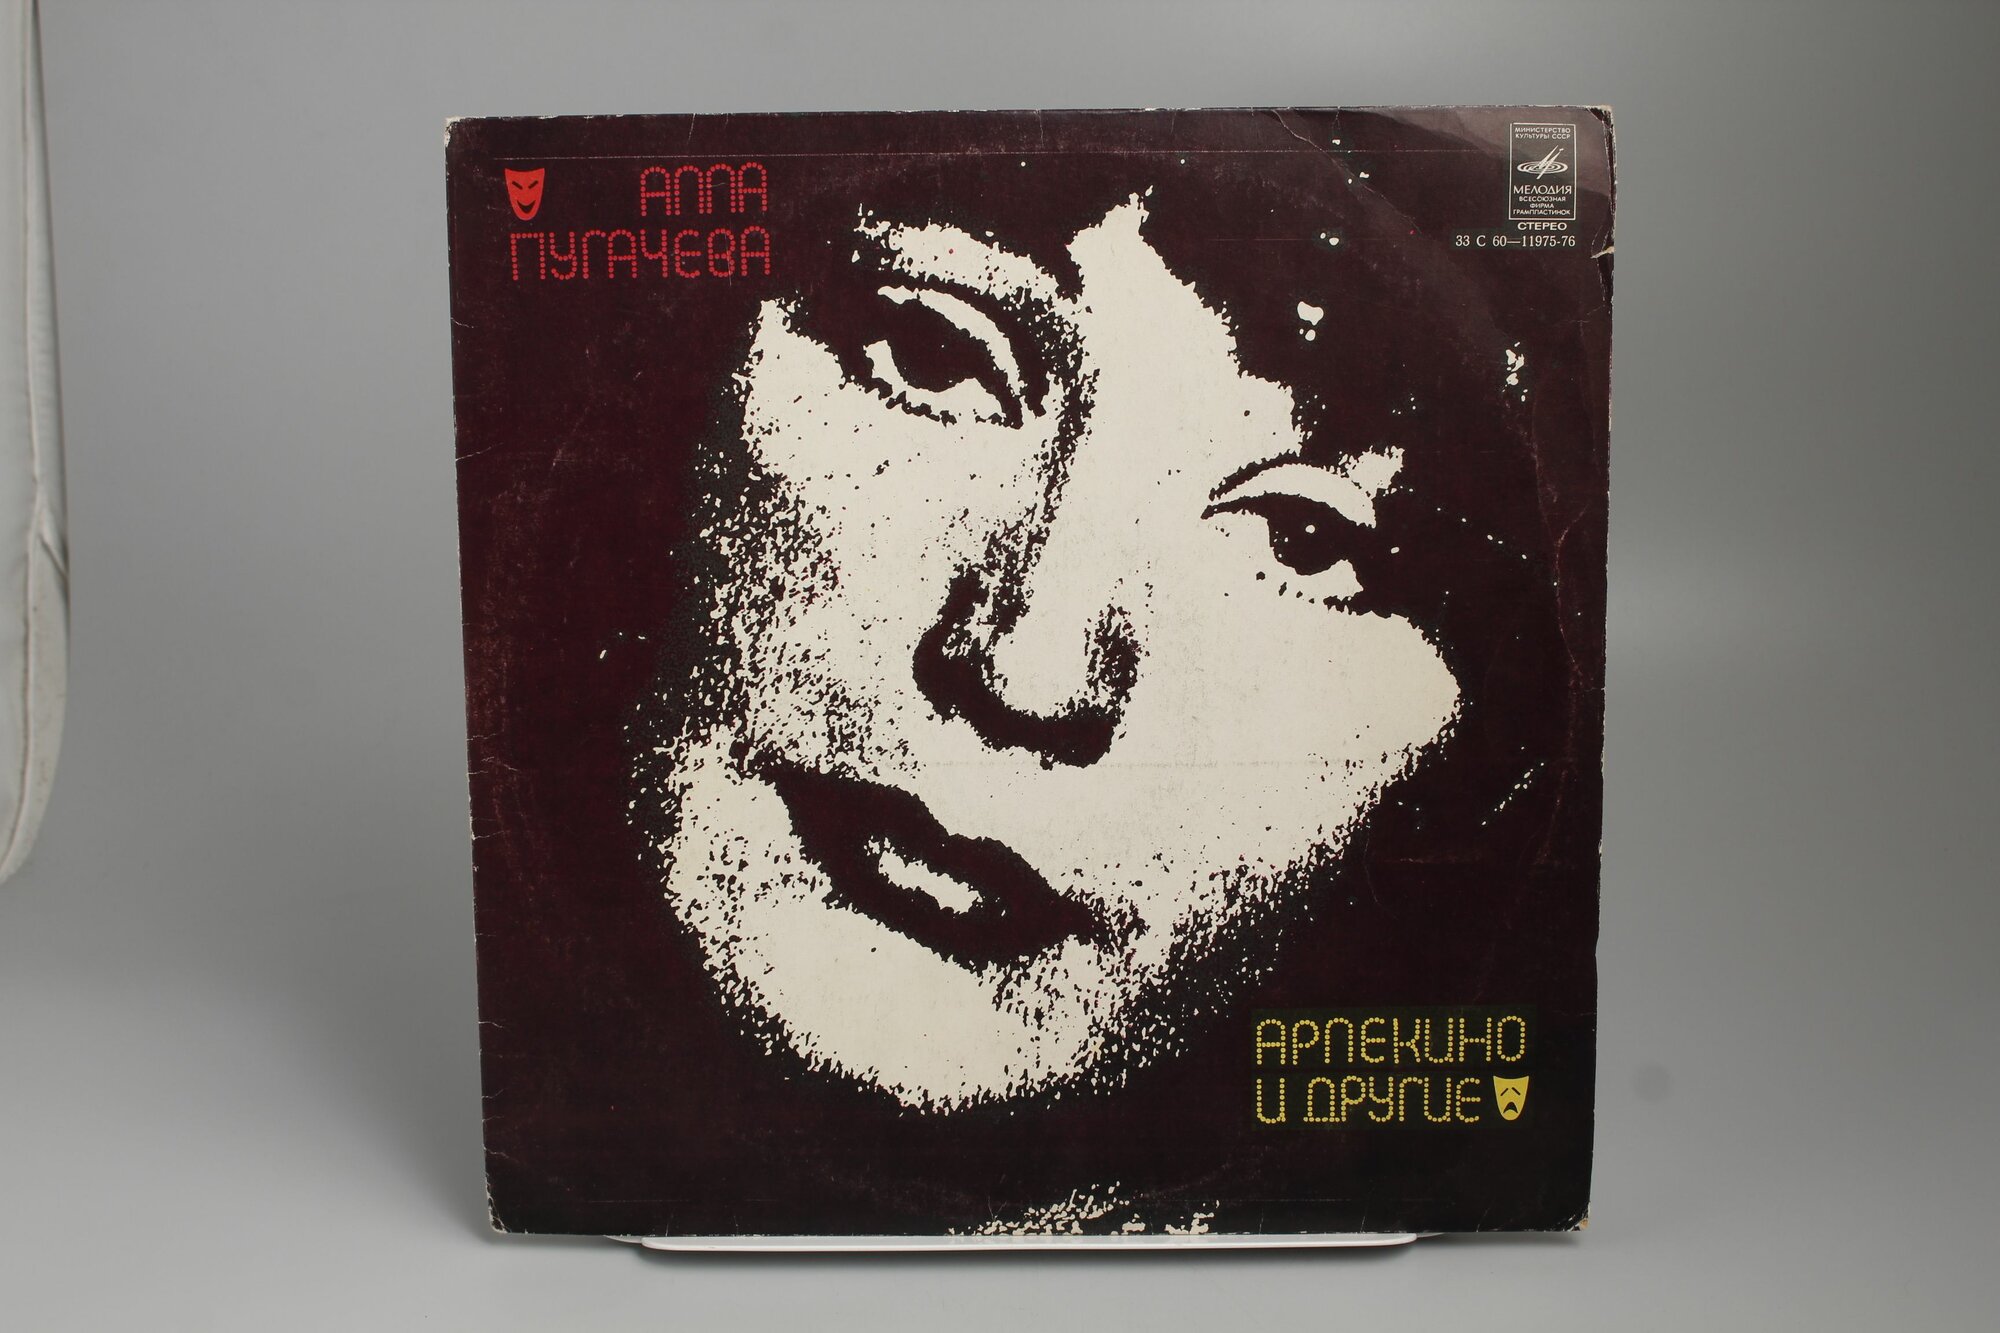 АЛЛА
ПУГАЧЕВА
МИНИСТЕРСТВО
КУЛЬТУРЫ СССР
МЕЛОДИЯ
ВСЕСОЮЗНАЯ
ФИРМА
ГРАМПЛАСТИНОК
СТЕРЕО
33 С 60—11975-76
АРЛЕКИНО
И ДРУГИЕ